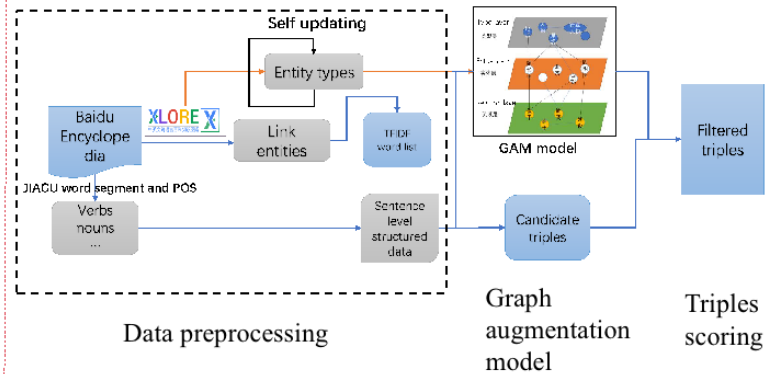 Self updating
Entity types
XLORE
Baidu
Encyclope
dia
Link
entities
TFIDF
word list
GAM model
Filtered
triples
JIAGU word segment and POS
Verbs
nouns
...
Sentence
level
structured
data
Candidate
triples
Data preprocessing
Graph
augmentation
model
Triples
scoring